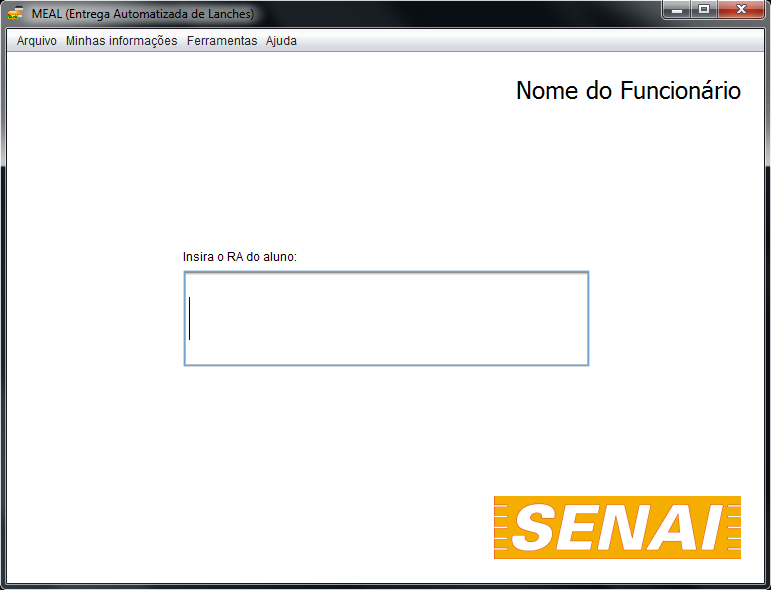 MEAL (Entrega Automatizada de Lanches)
Arquivo Minhas informações Ferramentas Ajuda
Nome do Funcionário
Insira o RA do aluno:
SENAI